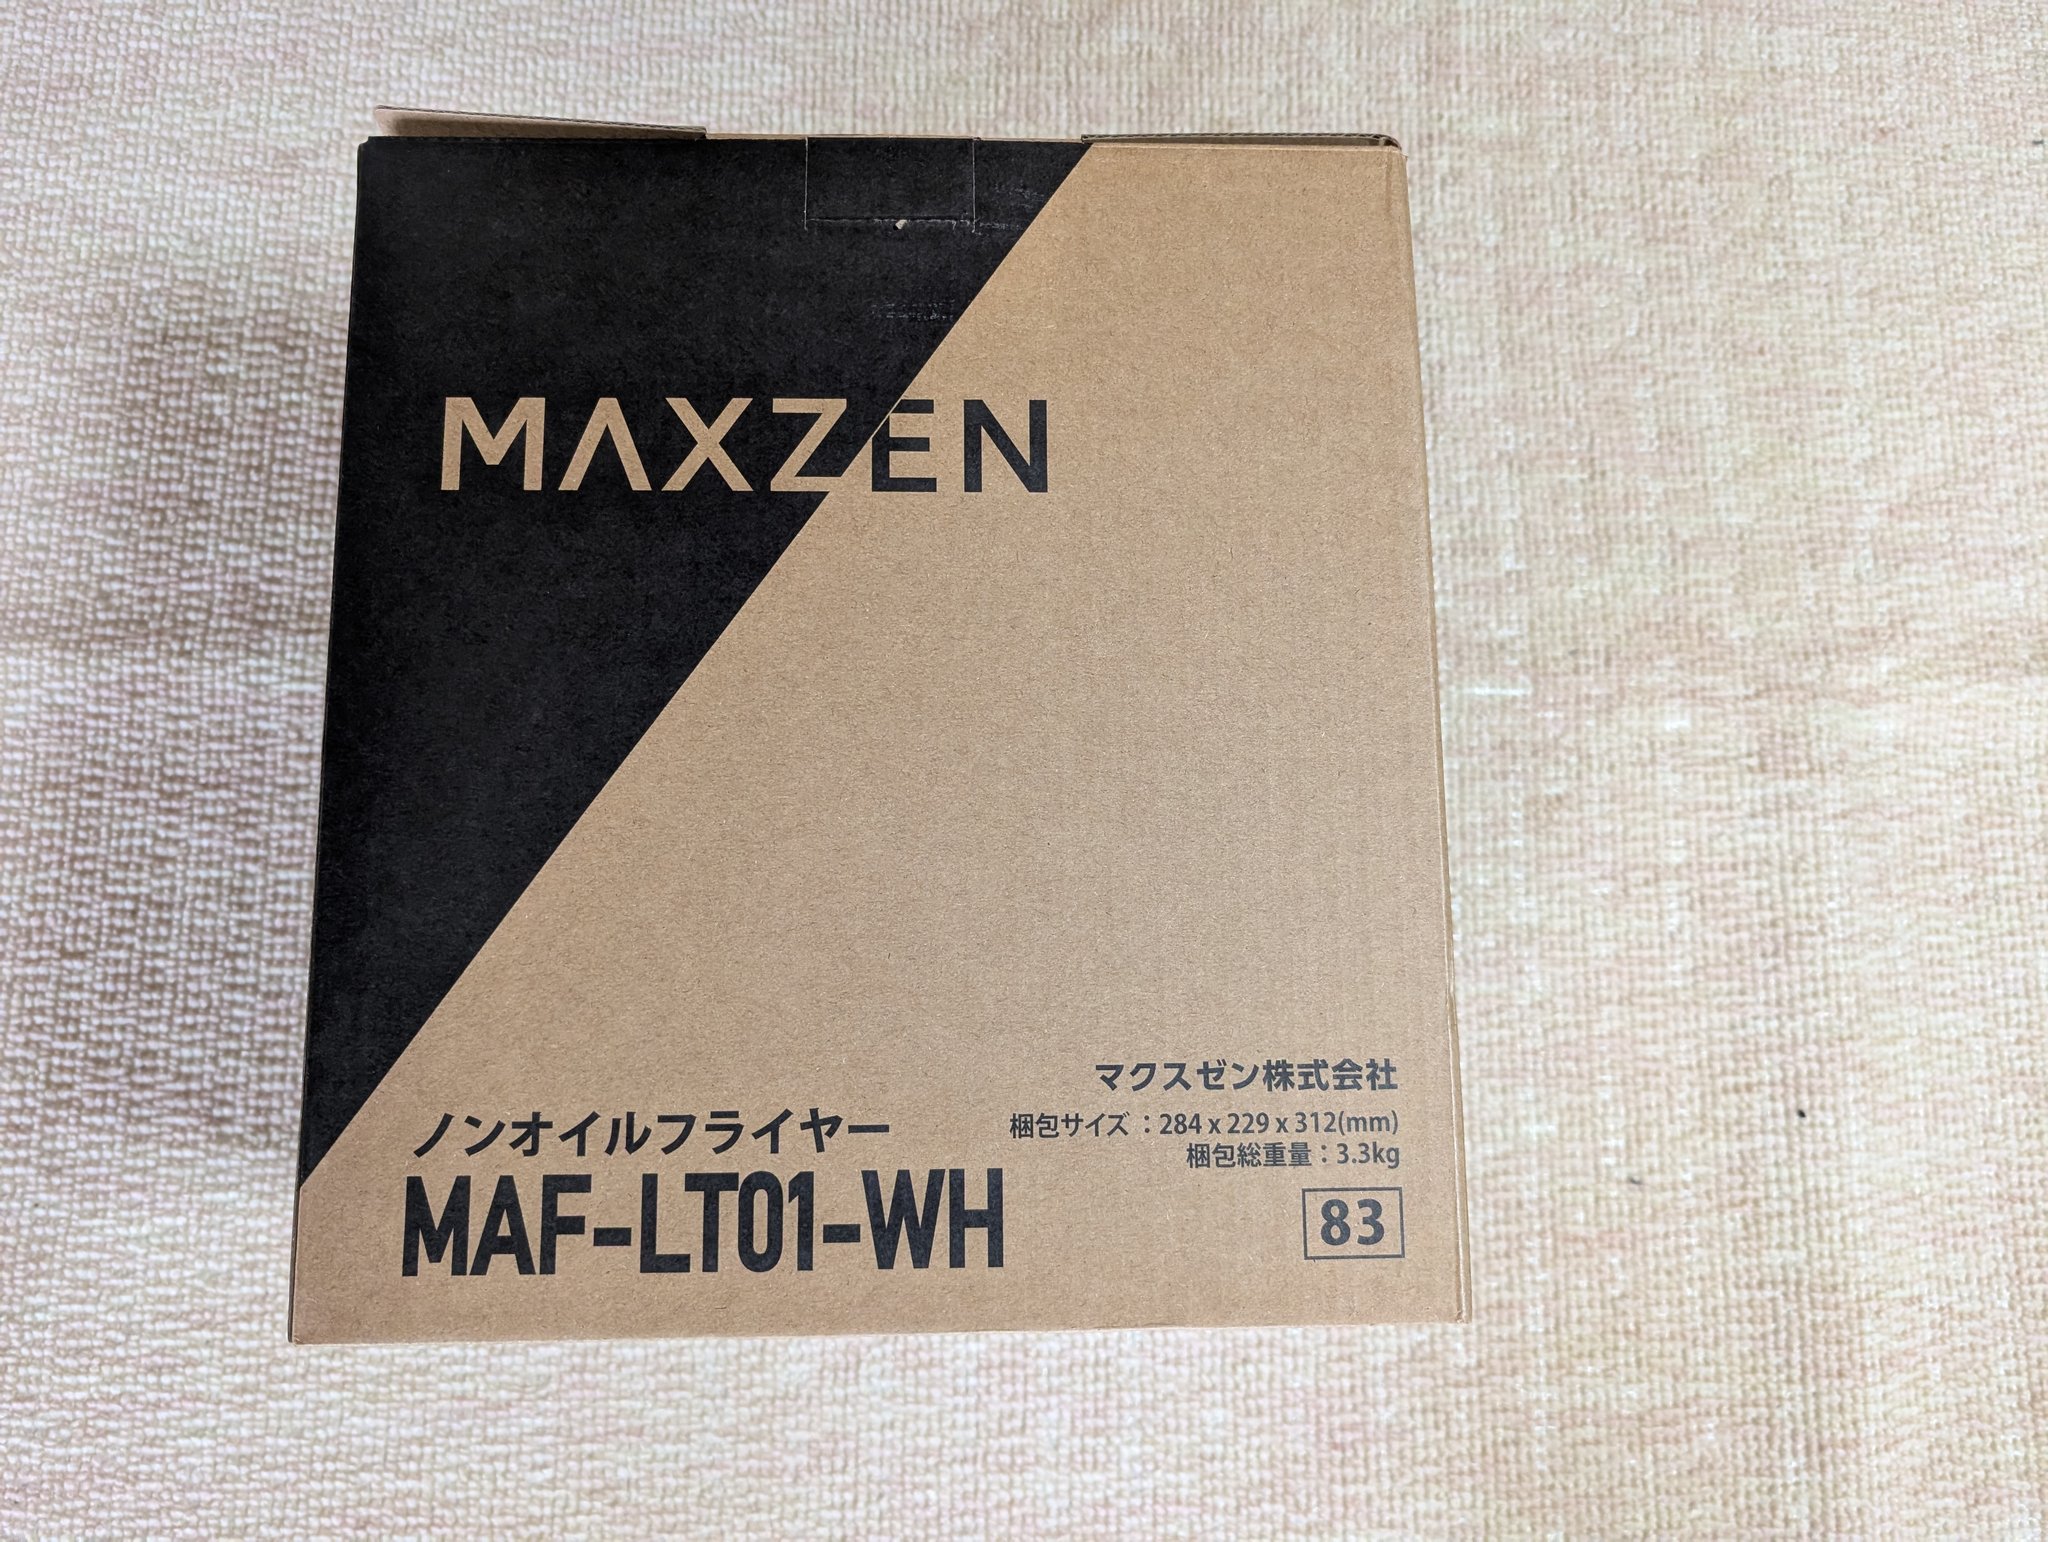 MAXZEN
マクスゼン株式会社
梱包サイズ：284 x 229 x 312(mm)
梱包総重量：3.3kg
ノンオイルフライヤー
MAF-LT01-WH
83